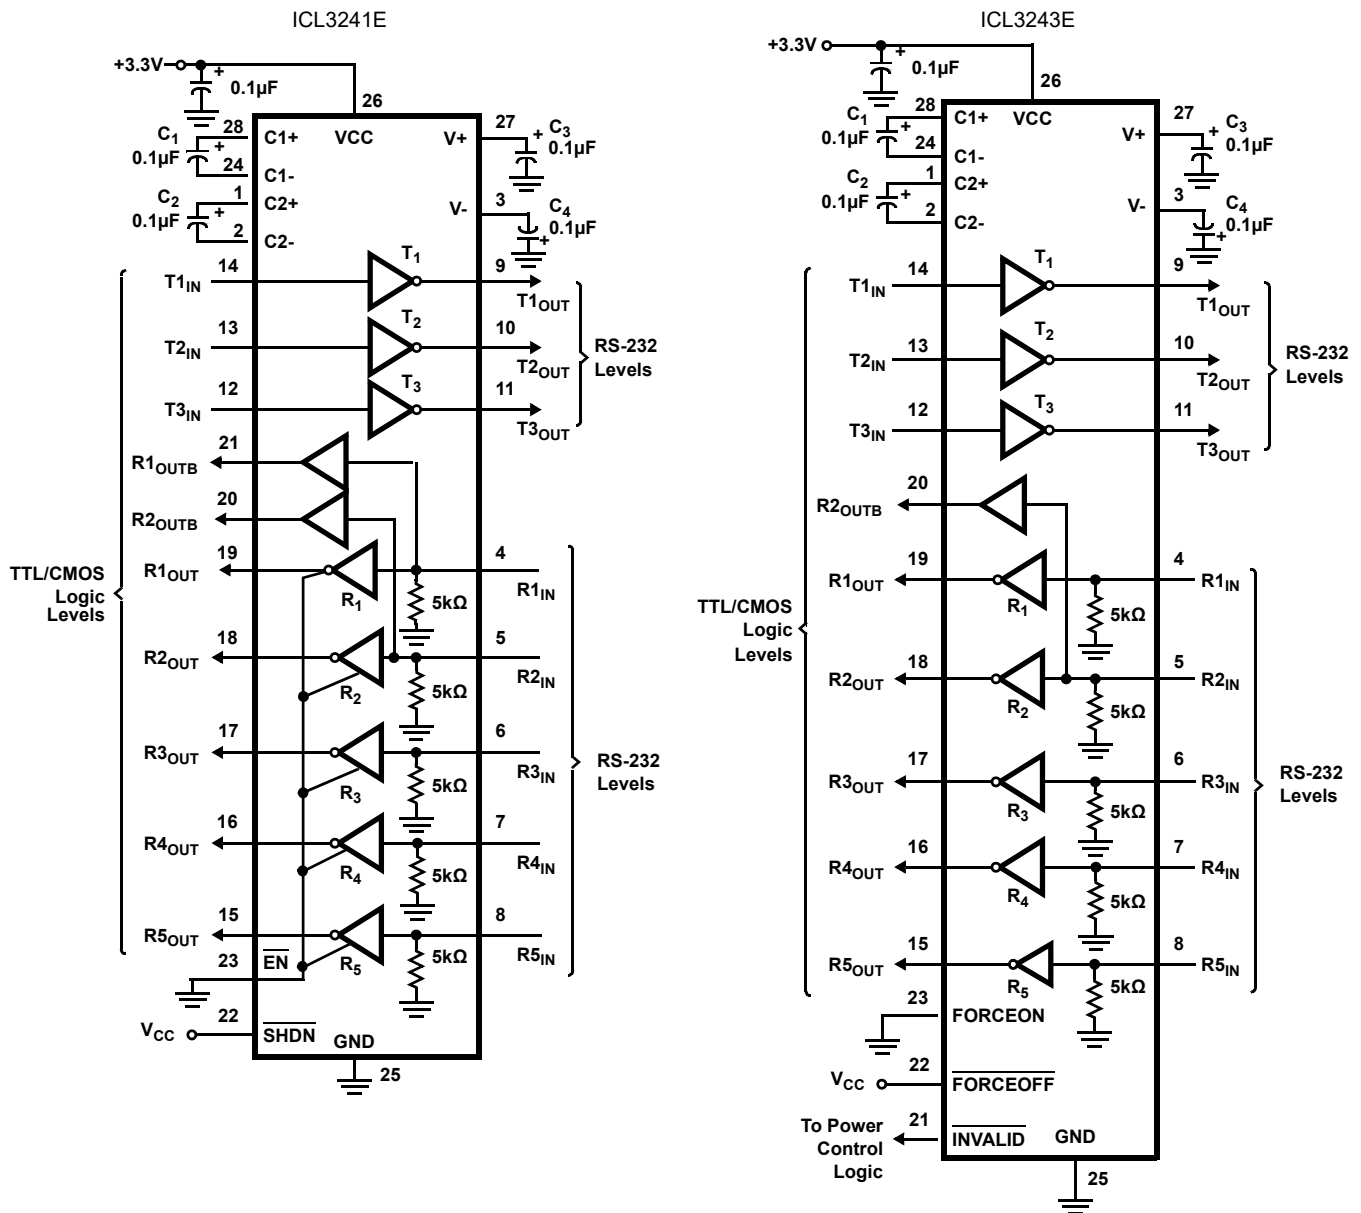 ICL3241E
+3.3V
+
0.1µF
26
C1
0.1µF
+
28
C1+
VCC
V+
27
+
C3
0.1µF
24
C1-
C2
0.1µF
+
1
C2+
2
C2-
V-
3
C4
0.1µF
+
T1
T1IN
14
9
T1OUT
T2
T2IN
13
10
T2OUT
T3
T3IN
12
11
T3OUT
RS-232
Levels
R1OUTB
21
R2OUTB
20
R1OUT
19
R1
4
R1IN
5kΩ
R2OUT
18
R2
5
R2IN
5kΩ
R3OUT
17
R3
6
R3IN
5kΩ
R4OUT
16
R4
7
R4IN
5kΩ
R5OUT
15
R5
8
R5IN
5kΩ
TTL/CMOS
Logic
Levels
RS-232
Levels
23
EN
VCC
22
SHDN
GND
25
ICL3243E
+3.3V
+
0.1µF
26
C1
0.1µF
+
28
C1+
VCC
V+
27
+
C3
0.1µF
24
C1-
C2
0.1µF
+
1
C2+
2
C2-
V-
3
C4
0.1µF
+
T1
T1IN
14
9
T1OUT
T2
T2IN
13
10
T2OUT
T3
T3IN
12
11
T3OUT
RS-232
Levels
R2OUTB
20
R1OUT
19
R1
4
R1IN
5kΩ
R2OUT
18
R2
5
R2IN
5kΩ
R3OUT
17
R3
6
R3IN
5kΩ
R4OUT
16
R4
7
R4IN
5kΩ
R5OUT
15
R5
8
R5IN
5kΩ
TTL/CMOS
Logic
Levels
RS-232
Levels
23
FORCEON
VCC
22
FORCEOFF
To Power
Control
Logic
21
INVALID
GND
25